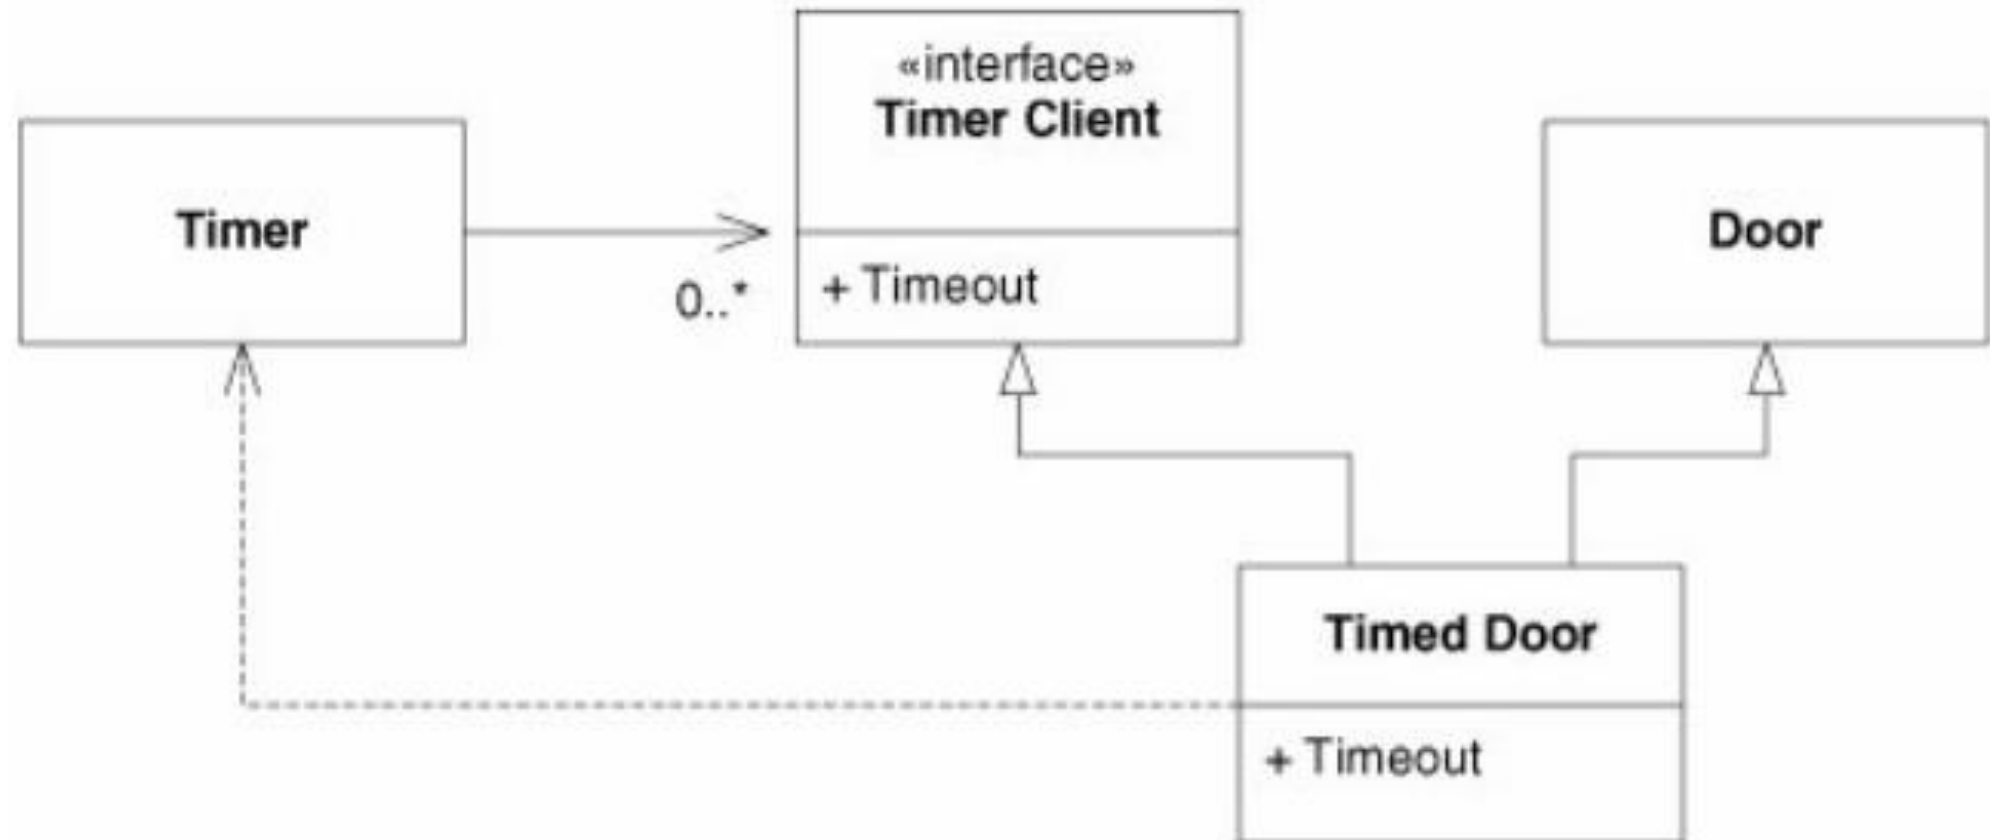 «interface»
Timer Client
Timer
Door
0..*
+ Timeout
Timed Door
+ Timeout